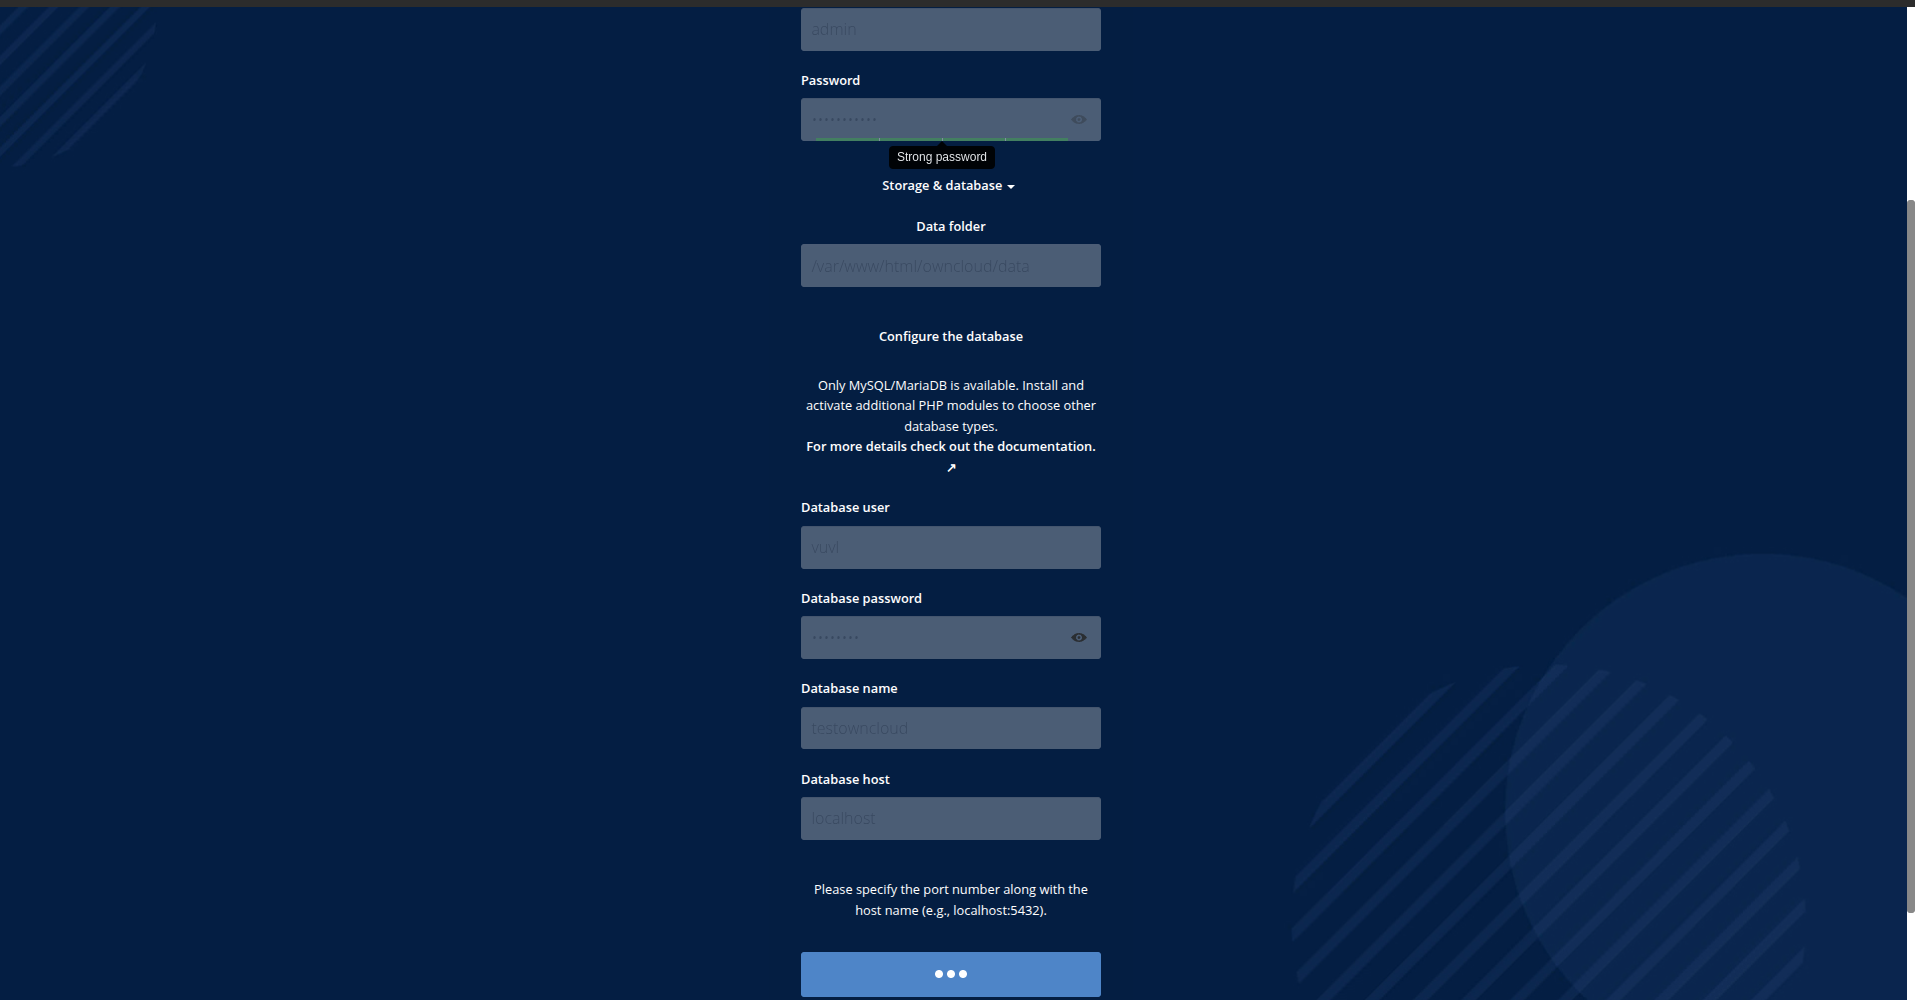 admin
Password
•••••••••••
Strong password
Storage & database
Data folder
/var/www/html/owncloud/data
Configure the database
Only MySQL/MariaDB is available. Install and
activate additional PHP modules to choose other
database types.
For more details check out the documentation.
↗
Database user
yuvl
Database password
••••••••
Database name
testowncloud
Database host
localhost
Please specify the port number along with the
host name (e.g., localhost:5432).